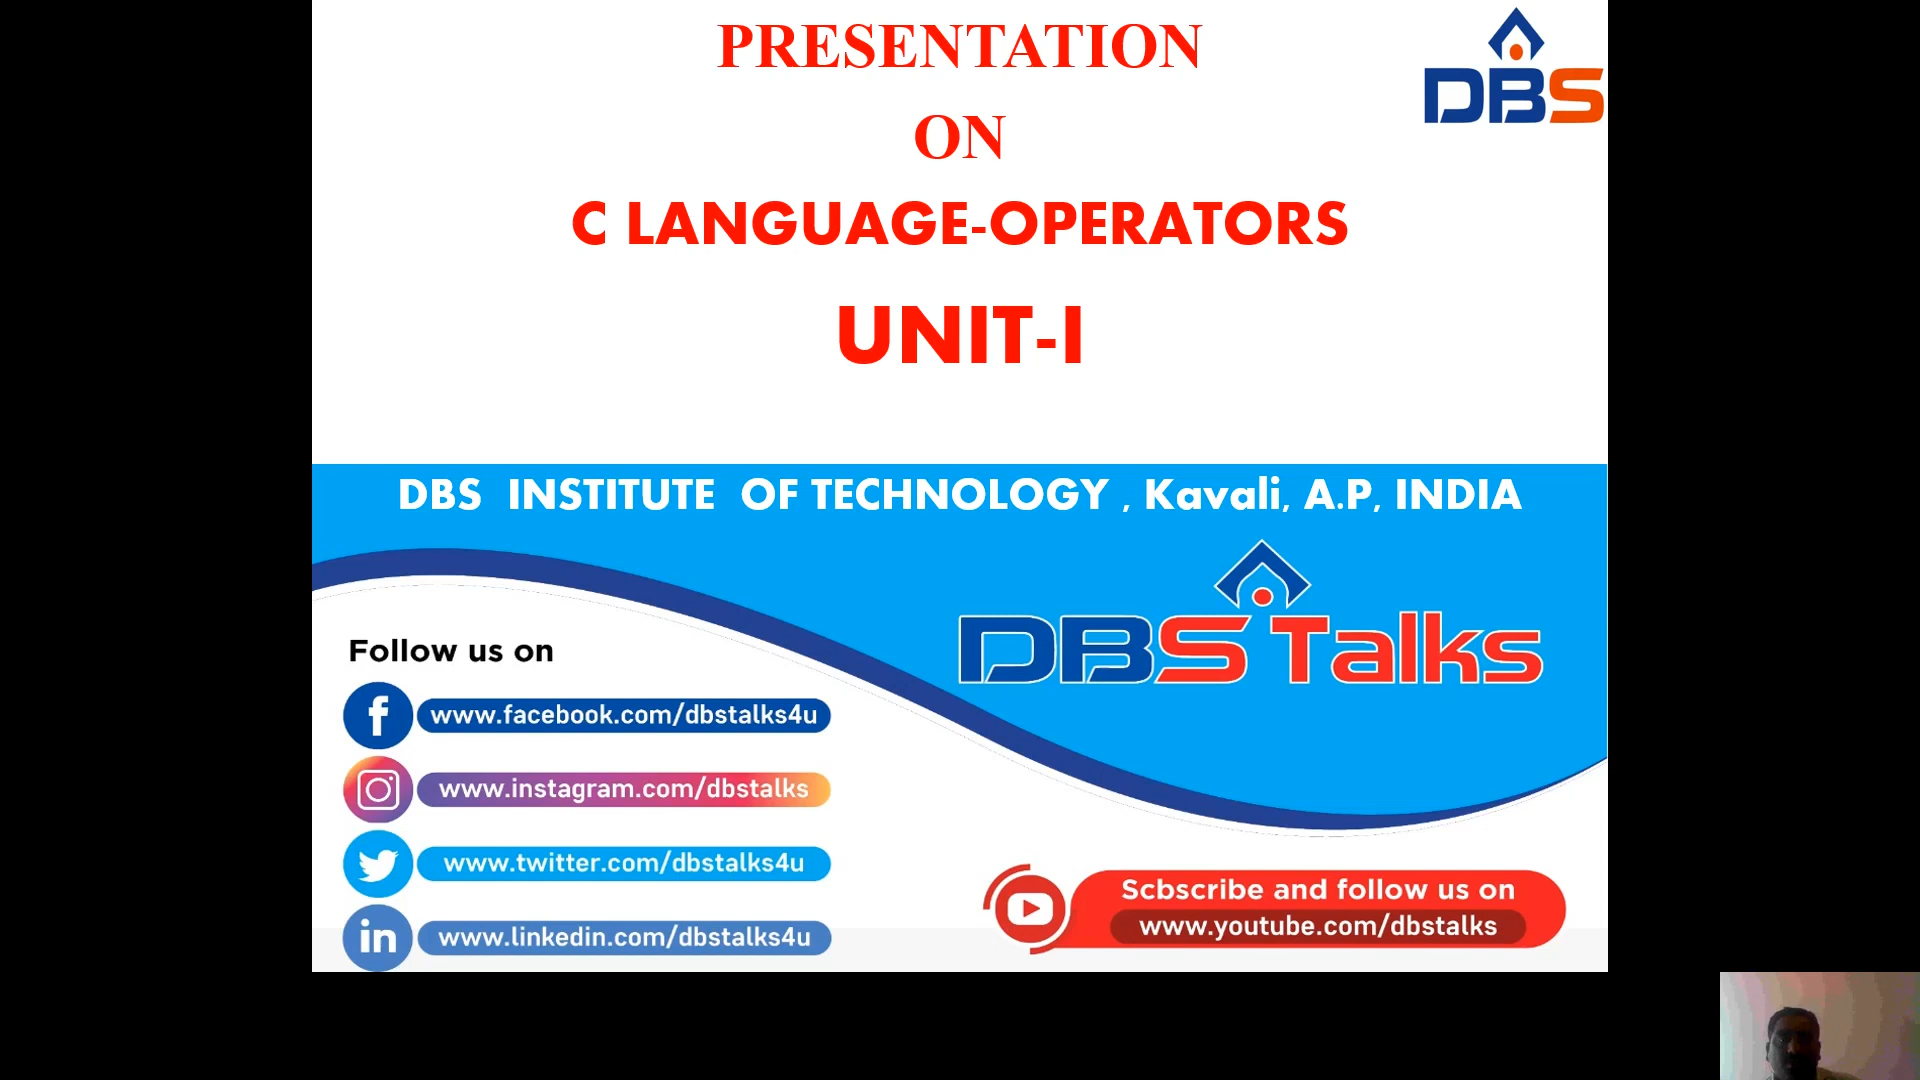 PRESENTATION
DBS
ON
C LANGUAGE-OPERATORS
UNIT-I
DBS INSTITUTE OF TECHNOLOGY , Kavali, A.P, INDIA
DBS Talks
Follow us on
www.facebook.com/dbstalks4u
www.instagram.com/dbstalks
www.twitter.com/dbstalks4u
in www.linkedin.com/dbstalks4u
Scbscribe and follow us on
www.youtube.com/dbstalks